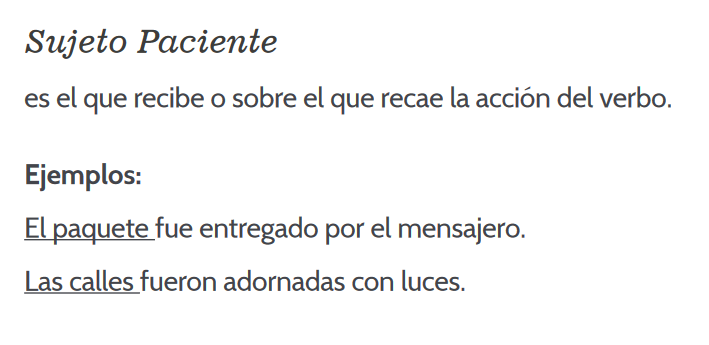 Sujeto Paciente
es el que recibe o sobre el que recae la acción del verbo.
Ejemplos:
El paquete fue entregado por el mensajero.
Las calles fueron adornadas con luces.